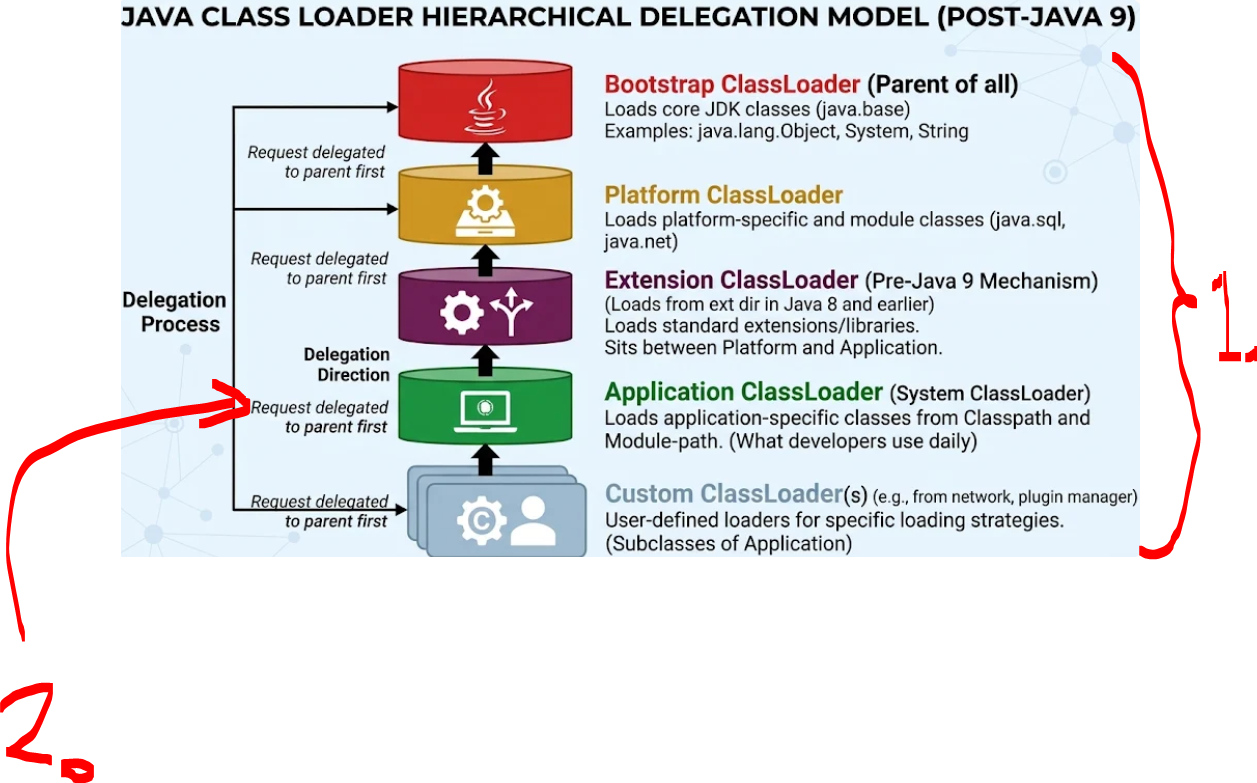 JAVA CLASS LOADER HIERARCHICAL DELEGATION MODEL (POST-JAVA 9)
Bootstrap ClassLoader (Parent of all)
Loads core JDK classes (java.base)
Examples: java.lang.Object, System, String
Request delegated
to parent first
Platform ClassLoader
Loads platform-specific and module classes (java.sql,
java.net)
Request delegated
to parent first
Extension ClassLoader (Pre-Java 9 Mechanism)
(Loads from ext dir in Java 8 and earlier)
Loads standard extensions/libraries.
Sits between Platform and Application.
Delegation
Process
1.
Delegation
Direction
Application ClassLoader (System ClassLoader)
Loads application-specific classes from Classpath and
Module-path. (What developers use daily)
Request delegated
to parent first
Custom ClassLoader(s) (e.g., from network, plugin manager)
User-defined loaders for specific loading strategies.
(Subclasses of Application)
Request delegated
to parent first
C
2.